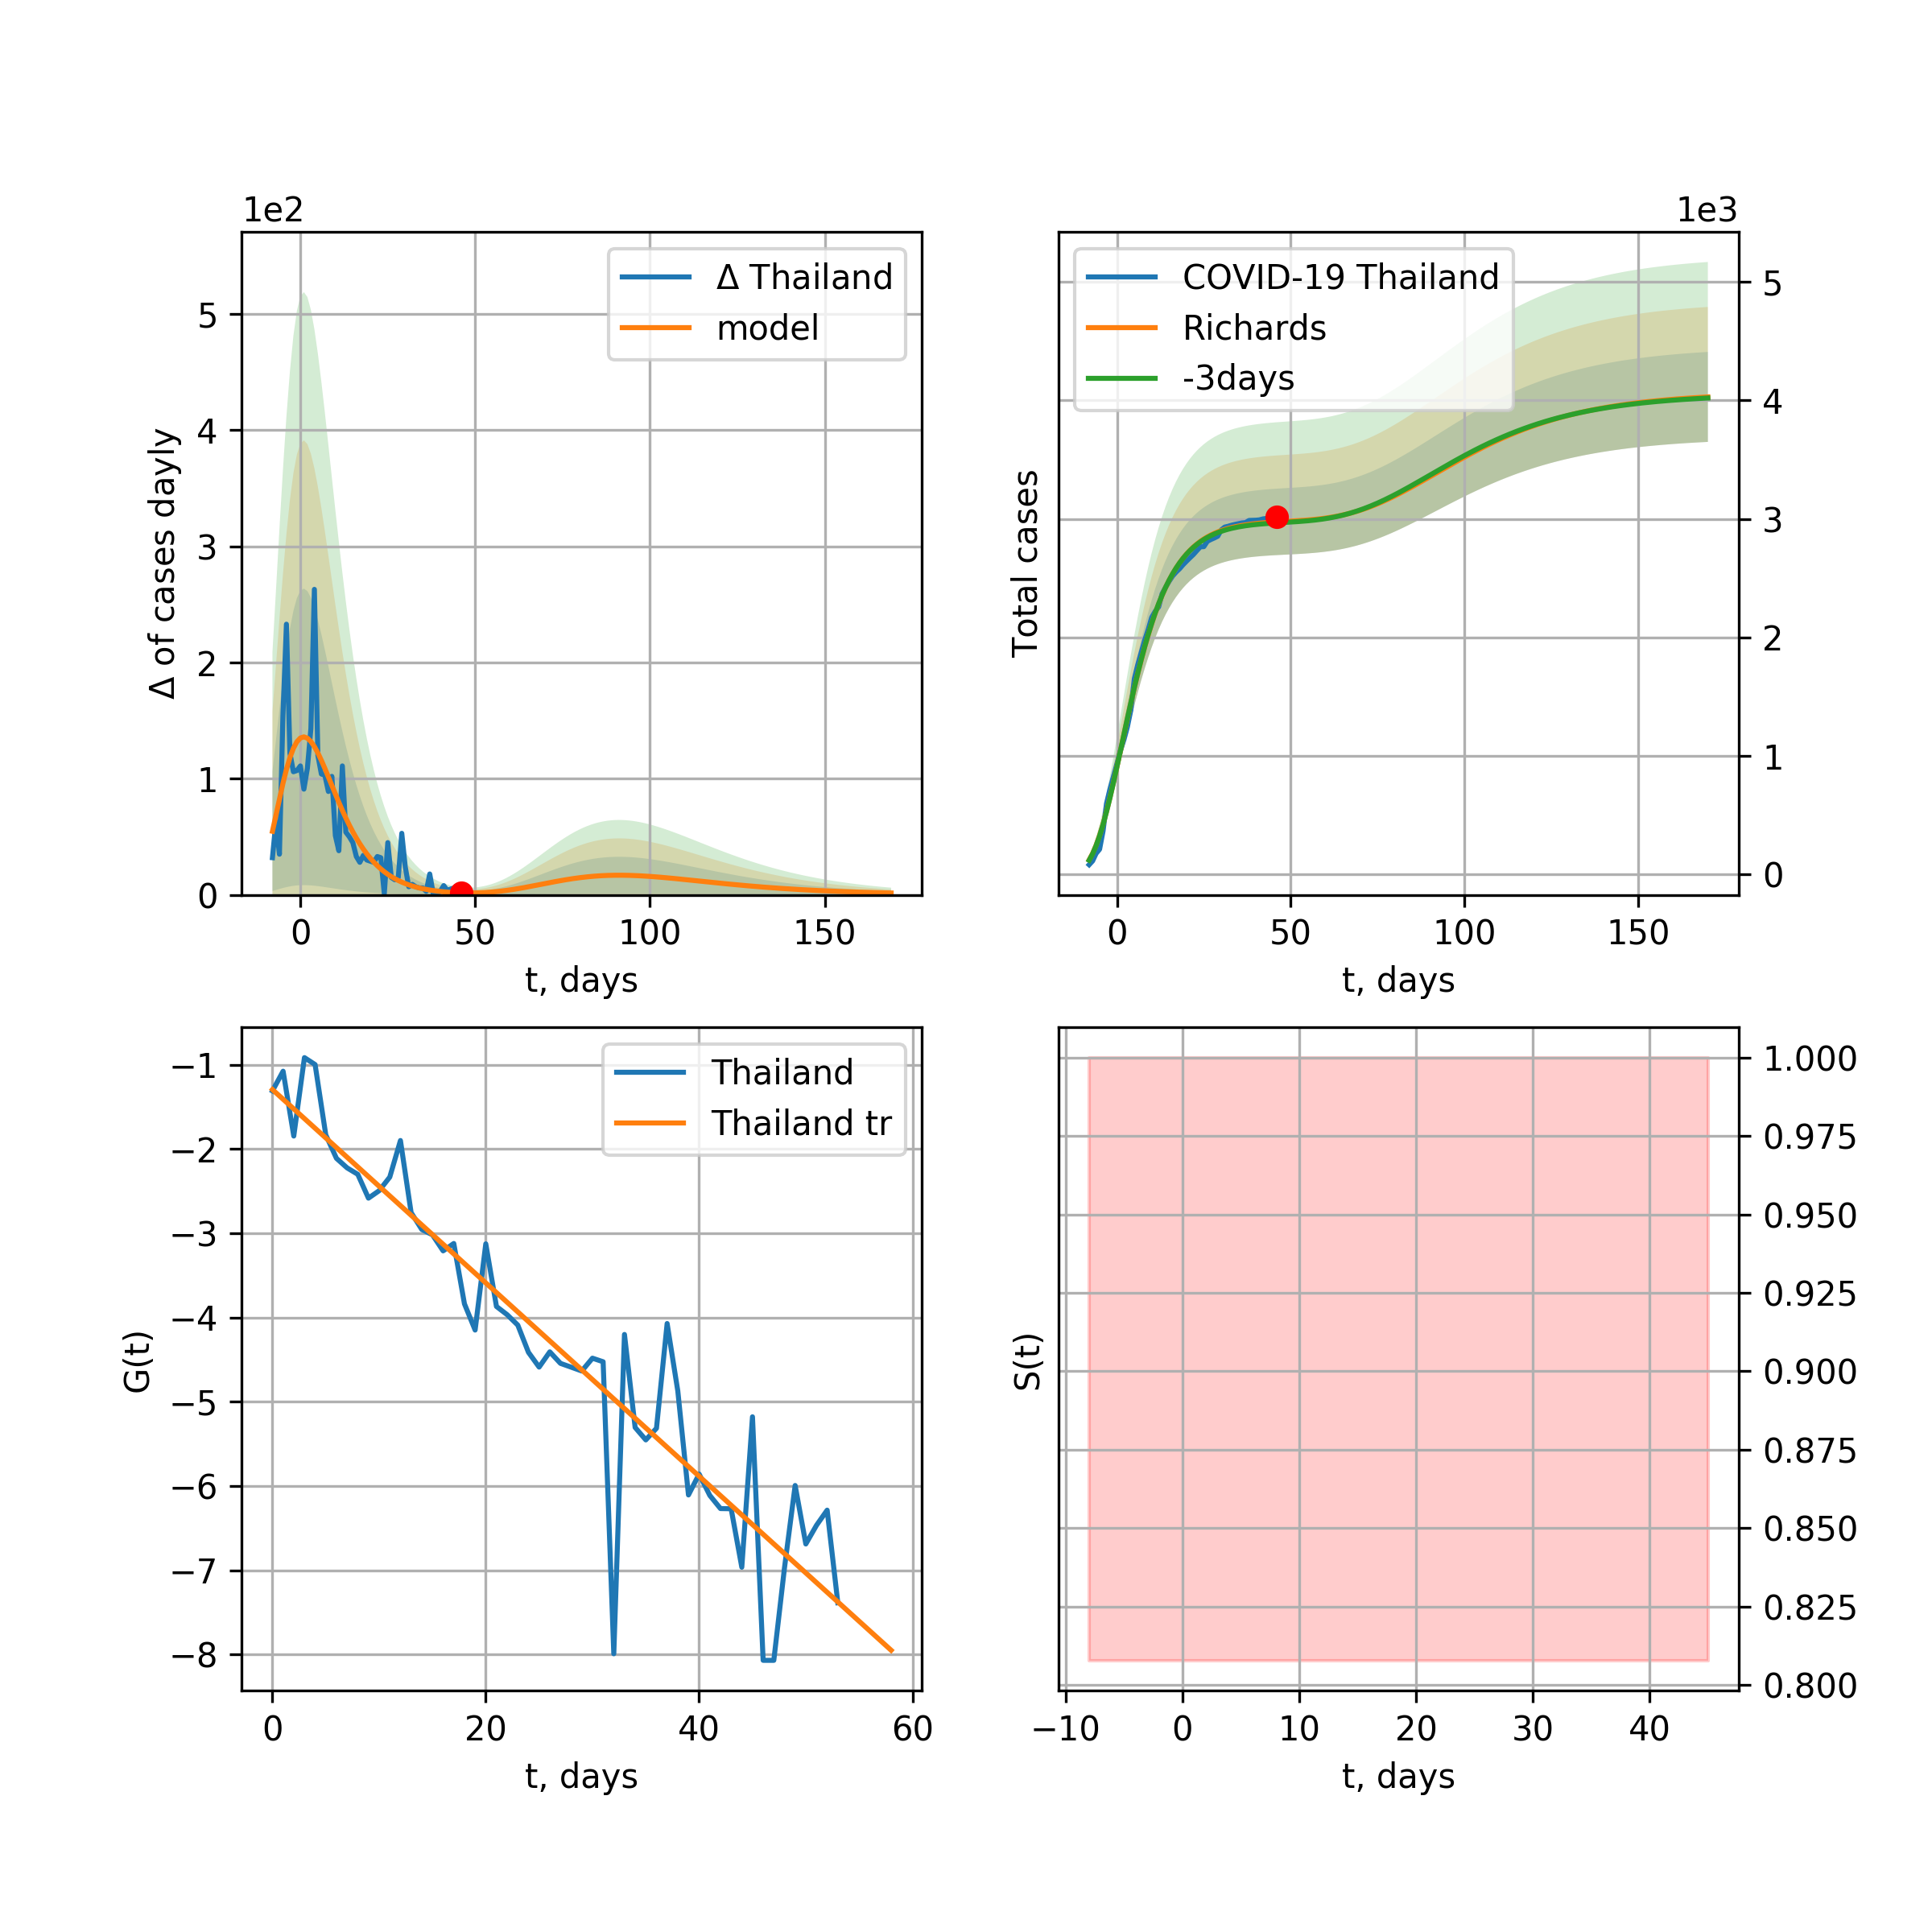 1e2
Δ of cases dayly
5
4
3
2
1
0
Δ Thailand
model
0 50 100 150
t, days
1e3
Total cases
COVID-19 Thailand
Richards
-3days
5
4
3
2
1
0
0 50 100 150
t, days
G(t)
−1
−2
−3
−4
−5
−6
−7
−8
Thailand
Thailand tr
0 20 40 60
t, days
S(t)
1.000
0.975
0.950
0.925
0.900
0.875
0.850
0.825
0.800
−10 0 10 20 30 40
t, days